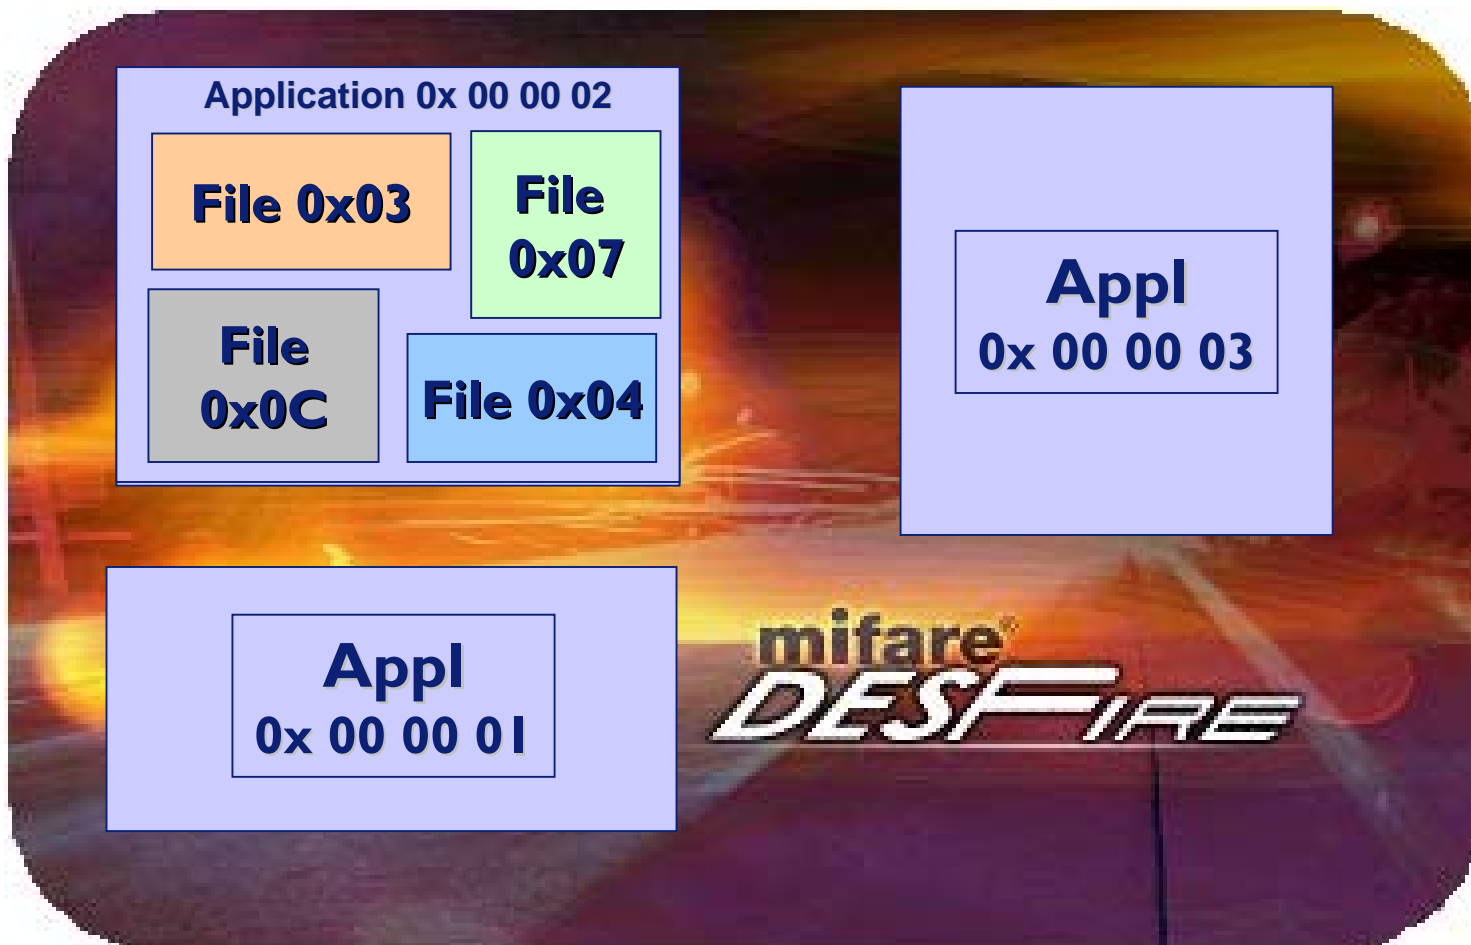 Application 0x 00 00 02
File 0x03
File
0x07
File
0x0C
File 0x04
Appl
0x 00 00 03
Appl
0x 00 00 01
mifare®
DESFIRE